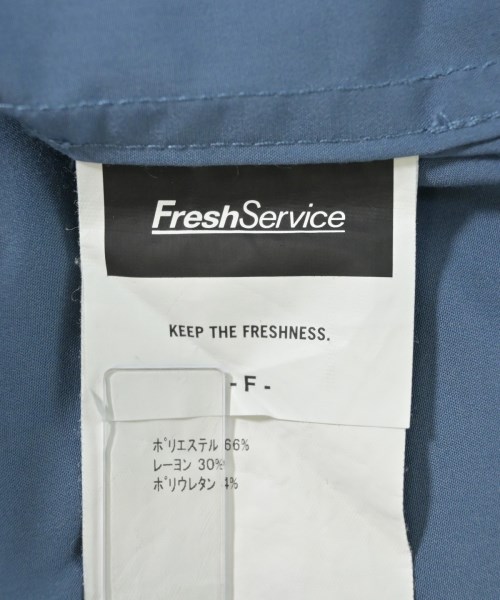 FreshService
KEEP THE FRESHNESS.
- F -
ポリエステル 66%
レーヨン 30%
ポリウレタン 4%